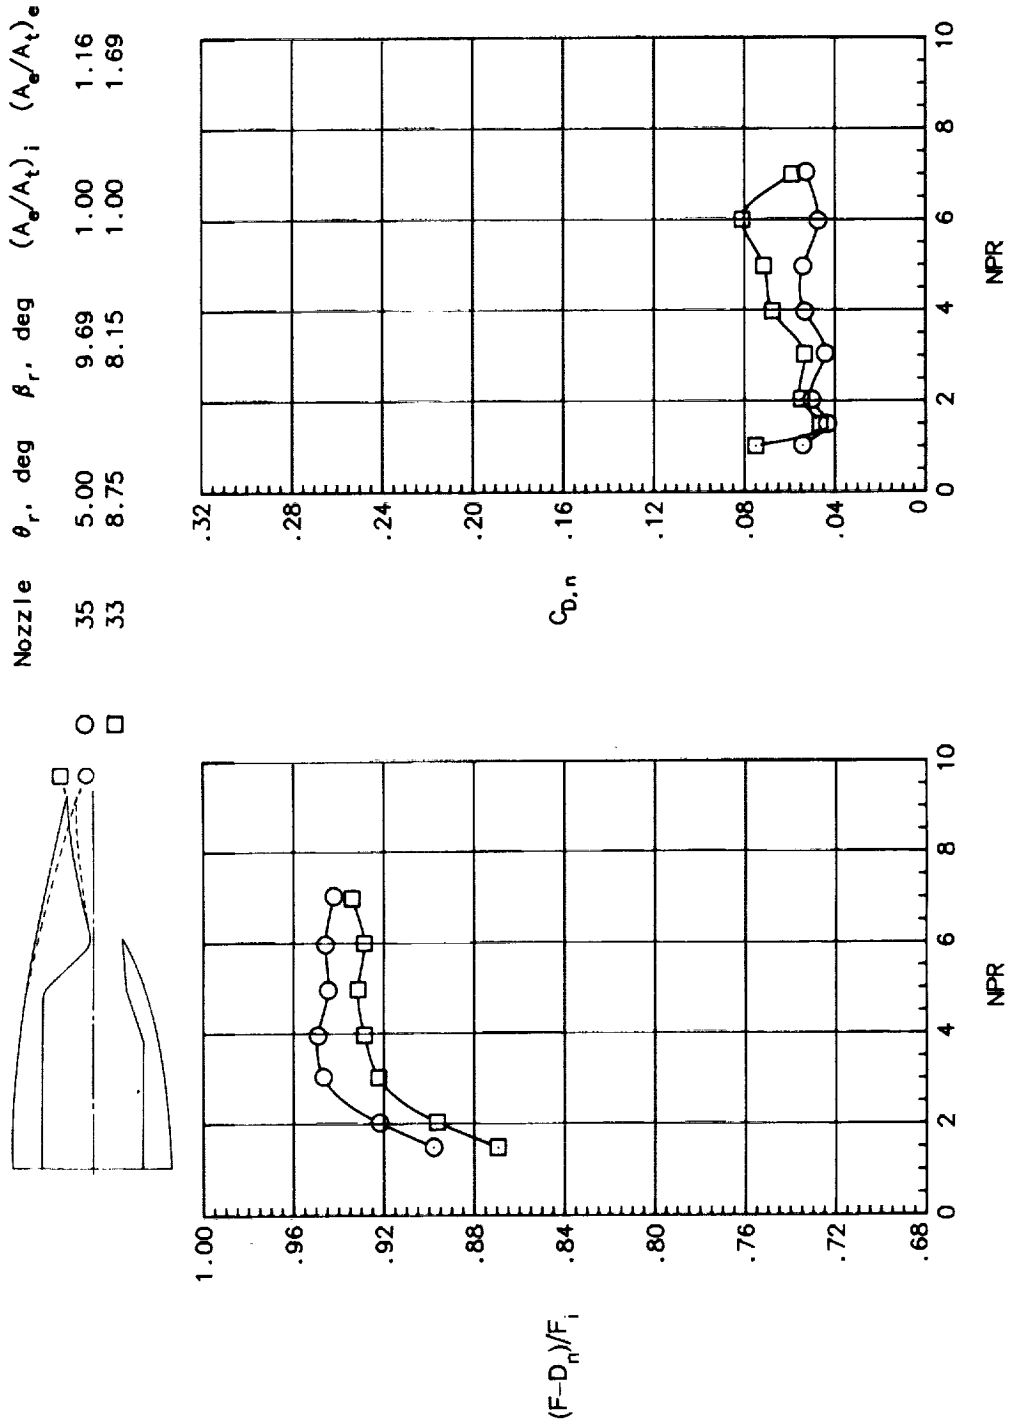 Nozzle θr, deg βr, deg (Ae/At)i (Ae/At)e
35 5.00 9.69 1.00 1.16
33 8.75 8.15 1.00 1.69
1.00
.96
.92
.88
.84
.80
.76
.72
.68
(F-Dn)/Fi
0 2 4 6 8 10
NPR
.32
.28
.24
.20
.16
.12
.08
.04
0
CD,n
0 2 4 6 8 10
NPR